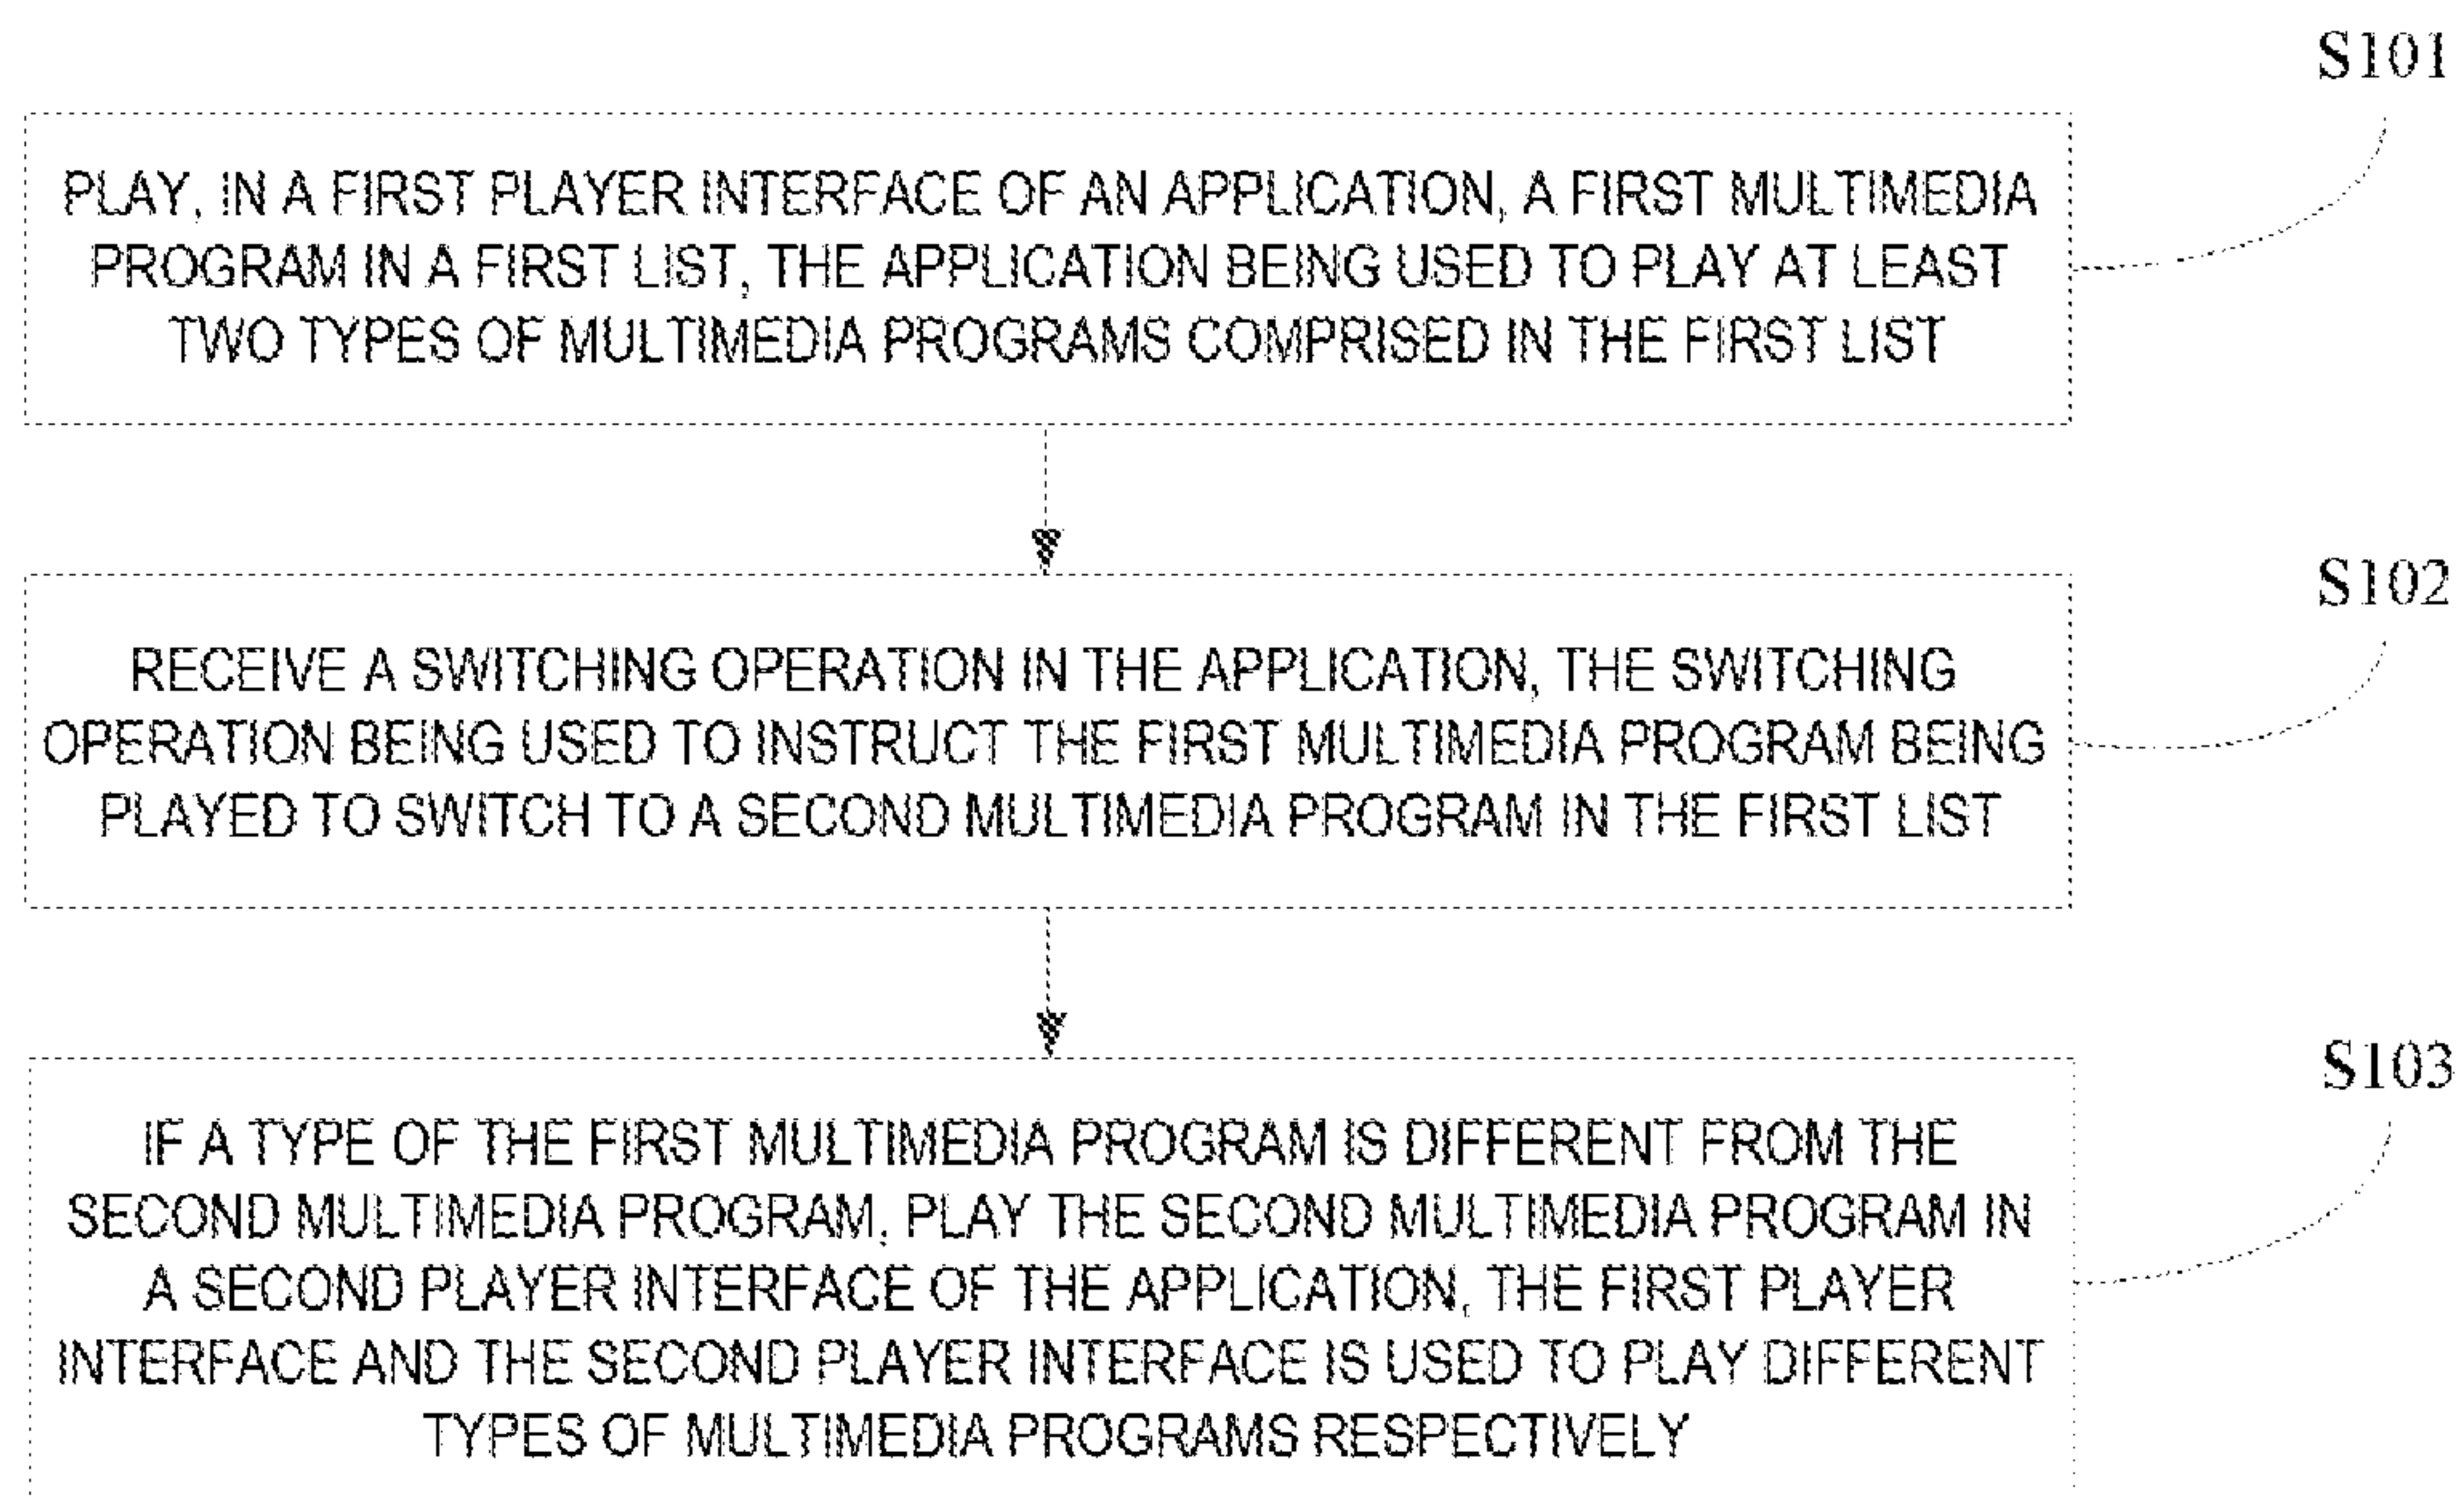 S101
PLAY, IN A FIRST PLAYER INTERFACE OF AN APPLICATION, A FIRST MULTIMEDIA
PROGRAM IN A FIRST LIST, THE APPLICATION BEING USED TO PLAY AT LEAST
TWO TYPES OF MULTIMEDIA PROGRAMS COMPRISED IN THE FIRST LIST
S102
RECEIVE A SWITCHING OPERATION IN THE APPLICATION, THE SWITCHING
OPERATION BEING USED TO INSTRUCT THE FIRST MULTIMEDIA PROGRAM BEING
PLAYED TO SWITCH TO A SECOND MULTIMEDIA PROGRAM IN THE FIRST LIST
S103
IF A TYPE OF THE FIRST MULTIMEDIA PROGRAM IS DIFFERENT FROM THE
SECOND MULTIMEDIA PROGRAM, PLAY THE SECOND MULTIMEDIA PROGRAM IN
A SECOND PLAYER INTERFACE OF THE APPLICATION, THE FIRST PLAYER
INTERFACE AND THE SECOND PLAYER INTERFACE IS USED TO PLAY DIFFERENT
TYPES OF MULTIMEDIA PROGRAMS RESPECTIVELY